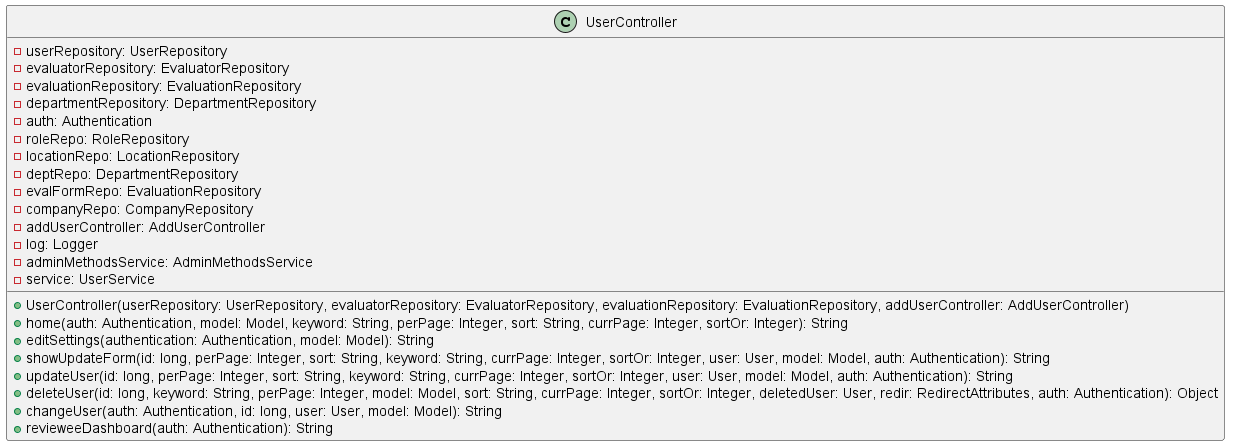 C UserController
userRepository: UserRepository
evaluatorRepository: EvaluatorRepository
evaluationRepository: EvaluationRepository
departmentRepository: DepartmentRepository
auth: Authentication
roleRepo: RoleRepository
locationRepo: LocationRepository
deptRepo: DepartmentRepository
evalFormRepo: EvaluationRepository
companyRepo: CompanyRepository
addUserController: AddUserController
log: Logger
adminMethodsService: AdminMethodsService
service: UserService
UserController(userRepository: UserRepository, evaluatorRepository: EvaluatorRepository, evaluationRepository: EvaluationRepository, addUserController: AddUserController)
home(auth: Authentication, model: Model, keyword: String, perPage: Integer, sort: String, currPage: Integer, sortOr: Integer): String
editSettings(authentication: Authentication, model: Model): String
showUpdateForm(id: long, perPage: Integer, sort: String, keyword: String, currPage: Integer, sortOr: Integer, user: User, model: Model, auth: Authentication): String
updateUser(id: long, perPage: Integer, sort: String, keyword: String, currPage: Integer, sortOr: Integer, user: User, model: Model, auth: Authentication): String
deleteUser(id: long, keyword: String, perPage: Integer, model: Model, sort: String, currPage: Integer, sortOr: Integer, deletedUser: User, redir: RedirectAttributes, auth: Authentication): Object
changeUser(auth: Authentication, id: long, user: User, model: Model): String
revieweeDashboard(auth: Authentication): String